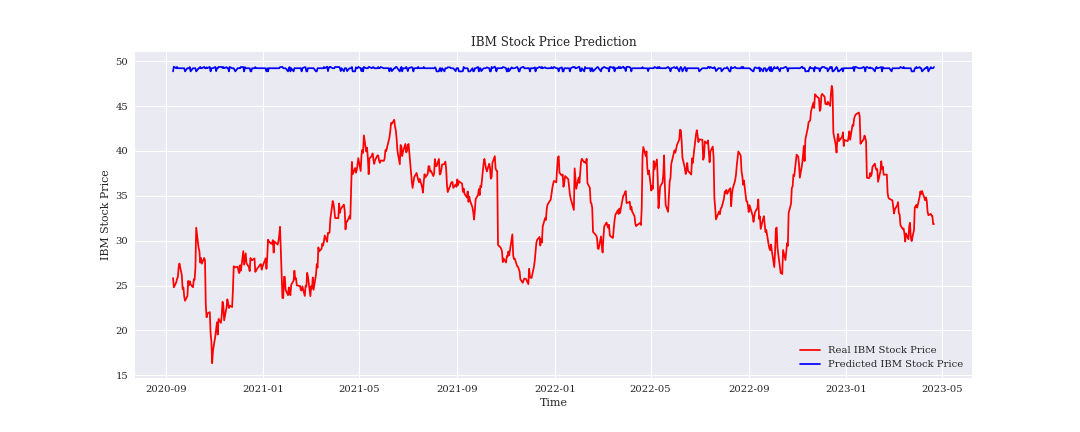 IBM Stock Price Prediction
IBM Stock Price
50
45
40
35
30
25
20
15
Real IBM Stock Price
Predicted IBM Stock Price
2020-09 2021-01 2021-05 2021-09 2022-01 2022-05 2022-09 2023-01 2023-05
Time